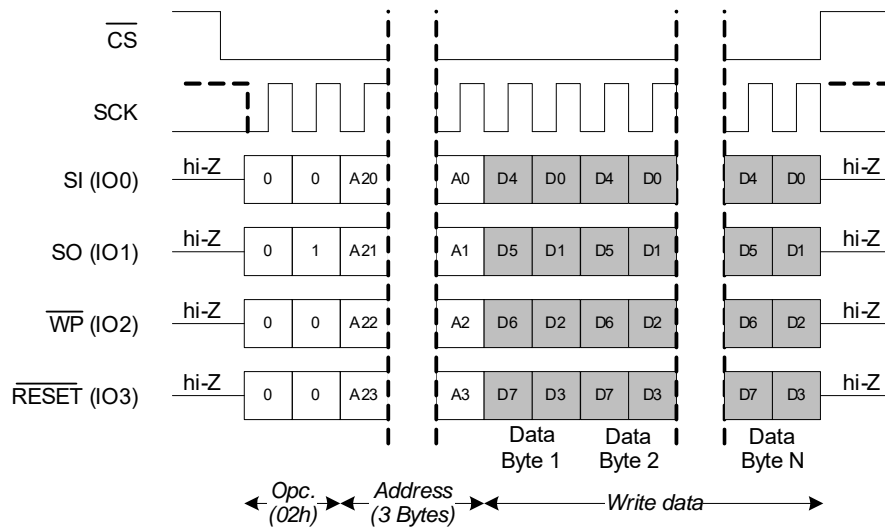 CS
SCK
hi-Z hi-Z
SI (IO0) 0 0 A20 A0 D4 D0 D4 D0 D4 D0
hi-Z hi-Z
SO (IO1) 0 1 A21 A1 D5 D1 D5 D1 D5 D1
hi-Z hi-Z
WP (IO2) 0 0 A22 A2 D6 D2 D6 D2 D6 D2
hi-Z hi-Z
RESET (IO3) 0 0 A23 A3 D7 D3 D7 D3 D7 D3
Data Data Data
Byte 1 Byte 2 Byte N
Opc. Address Write data
(02h) (3 Bytes)